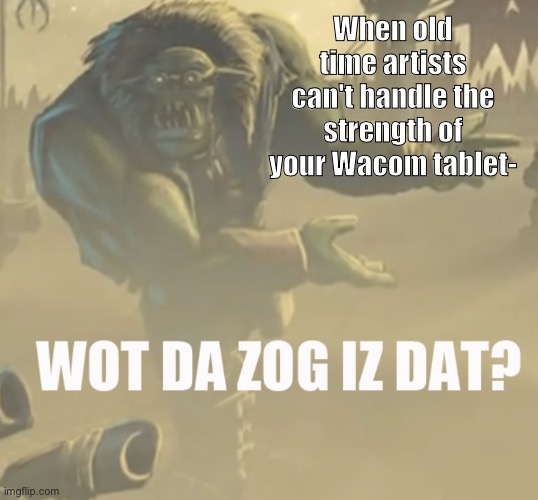 When old
time artists
can't handle the
strength of
your Wacom tablet-
WOT DA ZOG IZ DAT?
imgflip.com